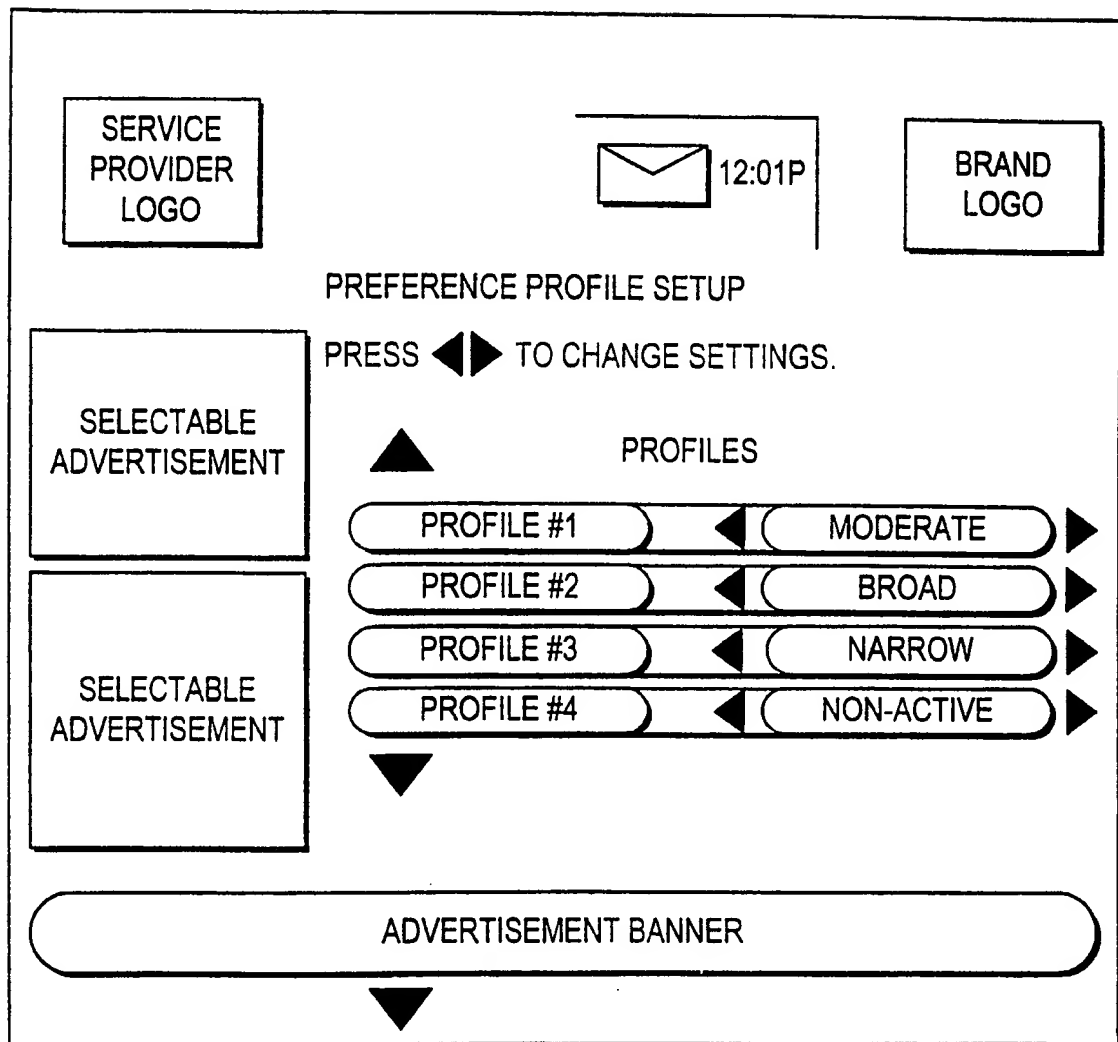 SERVICE
PROVIDER
LOGO
12:01P
BRAND
LOGO
PREFERENCE PROFILE SETUP
PRESS ◀▶ TO CHANGE SETTINGS.
SELECTABLE
ADVERTISEMENT
PROFILES
PROFILE #1 MODERATE
PROFILE #2 BROAD
PROFILE #3 NARROW
PROFILE #4 NON-ACTIVE
SELECTABLE
ADVERTISEMENT
ADVERTISEMENT BANNER